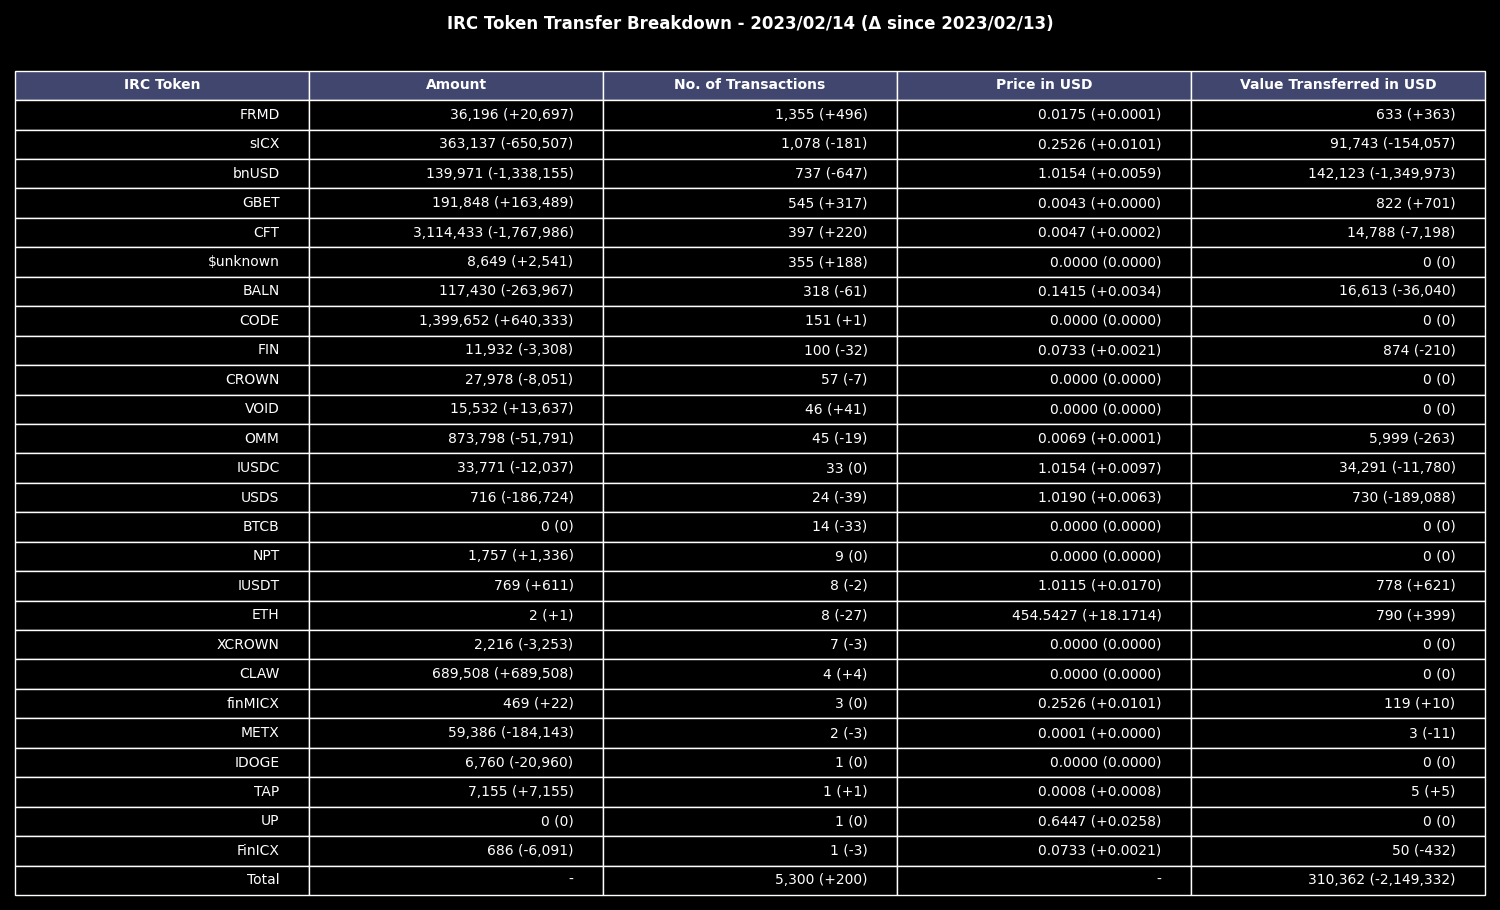 IRC Token Transfer Breakdown - 2023/02/14 (Δ since 2023/02/13)
IRC Token Amount No. of Transactions Price in USD Value Transferred in USD
FRMD 36,196 (+20,697) 1,355 (+496) 0.0175 (+0.0001) 633 (+363)
sICX 363,137 (-650,507) 1,078 (-181) 0.2526 (+0.0101) 91,743 (-154,057)
bnUSD 139,971 (-1,338,155) 737 (-647) 1.0154 (+0.0059) 142,123 (-1,349,973)
GBET 191,848 (+163,489) 545 (+317) 0.0043 (+0.0000) 822 (+701)
CFT 3,114,433 (-1,767,986) 397 (+220) 0.0047 (+0.0002) 14,788 (-7,198)
$unknown 8,649 (+2,541) 355 (+188) 0.0000 (0.0000) 0 (0)
BALN 117,430 (-263,967) 318 (-61) 0.1415 (+0.0034) 16,613 (-36,040)
CODE 1,399,652 (+640,333) 151 (+1) 0.0000 (0.0000) 0 (0)
FIN 11,932 (-3,308) 100 (-32) 0.0733 (+0.0021) 874 (-210)
CROWN 27,978 (-8,051) 57 (-7) 0.0000 (0.0000) 0 (0)
VOID 15,532 (+13,637) 46 (+41) 0.0000 (0.0000) 0 (0)
OMM 873,798 (-51,791) 45 (-19) 0.0069 (+0.0001) 5,999 (-263)
IUSDC 33,771 (-12,037) 33 (0) 1.0154 (+0.0097) 34,291 (-11,780)
USDS 716 (-186,724) 24 (-39) 1.0190 (+0.0063) 730 (-189,088)
BTCB 0 (0) 14 (-33) 0.0000 (0.0000) 0 (0)
NPT 1,757 (+1,336) 9 (0) 0.0000 (0.0000) 0 (0)
IUSDT 769 (+611) 8 (-2) 1.0115 (+0.0170) 778 (+621)
ETH 2 (+1) 8 (-27) 454.5427 (+18.1714) 790 (+399)
XCROWN 2,216 (-3,253) 7 (-3) 0.0000 (0.0000) 0 (0)
CLAW 689,508 (+689,508) 4 (+4) 0.0000 (0.0000) 0 (0)
finMICX 469 (+22) 3 (0) 0.2526 (+0.0101) 119 (+10)
METX 59,386 (-184,143) 2 (-3) 0.0001 (+0.0000) 3 (-11)
IDOGE 6,760 (-20,960) 1 (0) 0.0000 (0.0000) 0 (0)
TAP 7,155 (+7,155) 1 (+1) 0.0008 (+0.0008) 5 (+5)
UP 0 (0) 1 (0) 0.6447 (+0.0258) 0 (0)
FinICX 686 (-6,091) 1 (-3) 0.0733 (+0.0021) 50 (-432)
Total - 5,300 (+200) - 310,362 (-2,149,332)